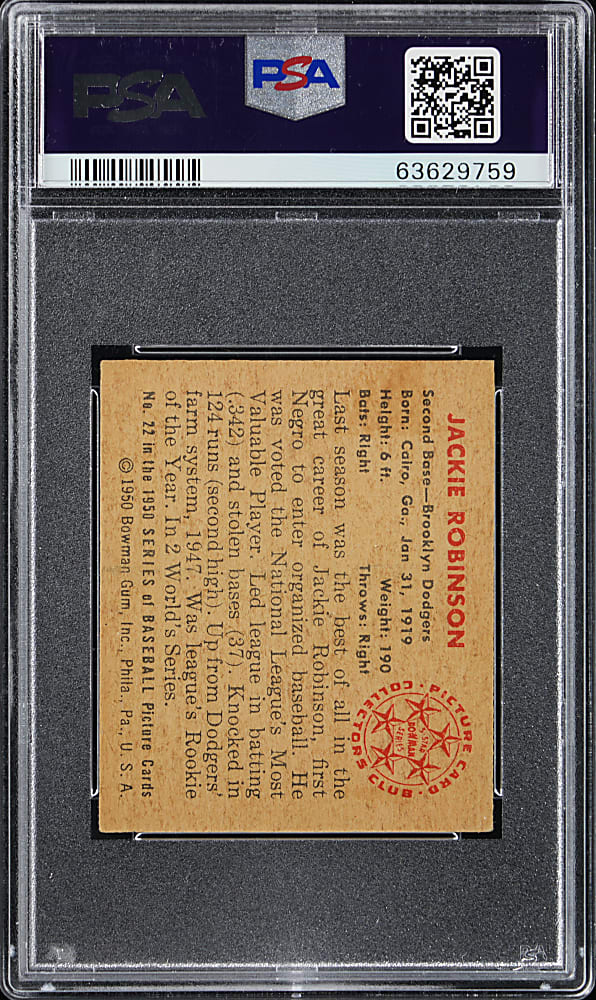 PSA
PSA
63629759
JACKIE ROBINSON
Second Base—Brooklyn Dodgers
Born: Cairo, Ga., Jan 31, 1919
Height: 6 ft. Weight: 190
Bats: Right Throws: Right
Last season was the best of all in the
great career of Jackie Robinson, first
Negro to enter organized baseball. He
was voted the National League's Most
Valuable Player. Led league in batting
(.342) and stolen bases (37). Knocked in
124 runs (second high). Up from Dodgers'
farm system, 1947. Was league's Rookie
of the Year. In 2 World's Series.
No. 22 in the 1950 SERIES of BASEBALL Picture Cards
© 1950 Bowman Gum, Inc., Phila., Pa., U. S. A.
· PICTURE CARD ·
COLLECTORS CLUB
5-STAR
BOWMAN
SERIES
PSA